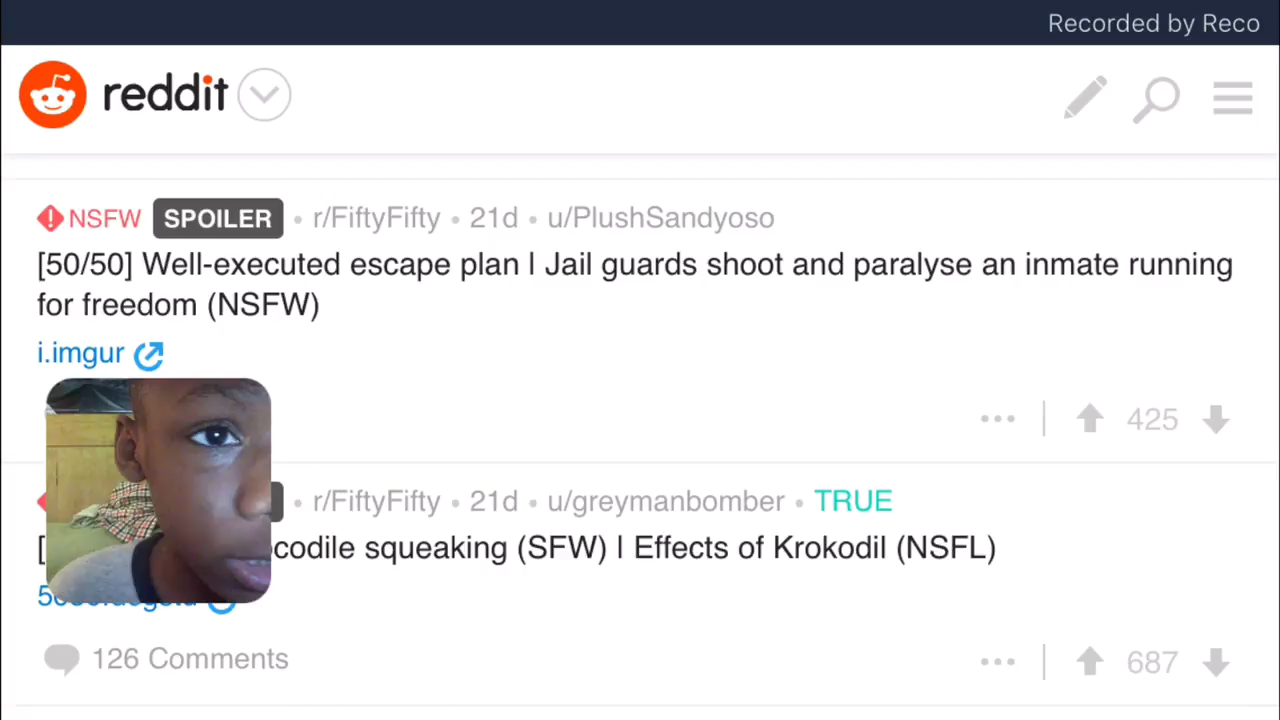 Recorded by Reco
reddit
NSFW SPOILER • r/FiftyFifty • 21d • u/PlushSandyoso
[50/50] Well-executed escape plan | Jail guards shoot and paralyse an inmate running
for freedom (NSFW)
i.imgur
425
• r/FiftyFifty • 21d • u/greymanbomber • TRUE
[ codile squeaking (SFW) | Effects of Krokodil (NSFL)
126 Comments
687